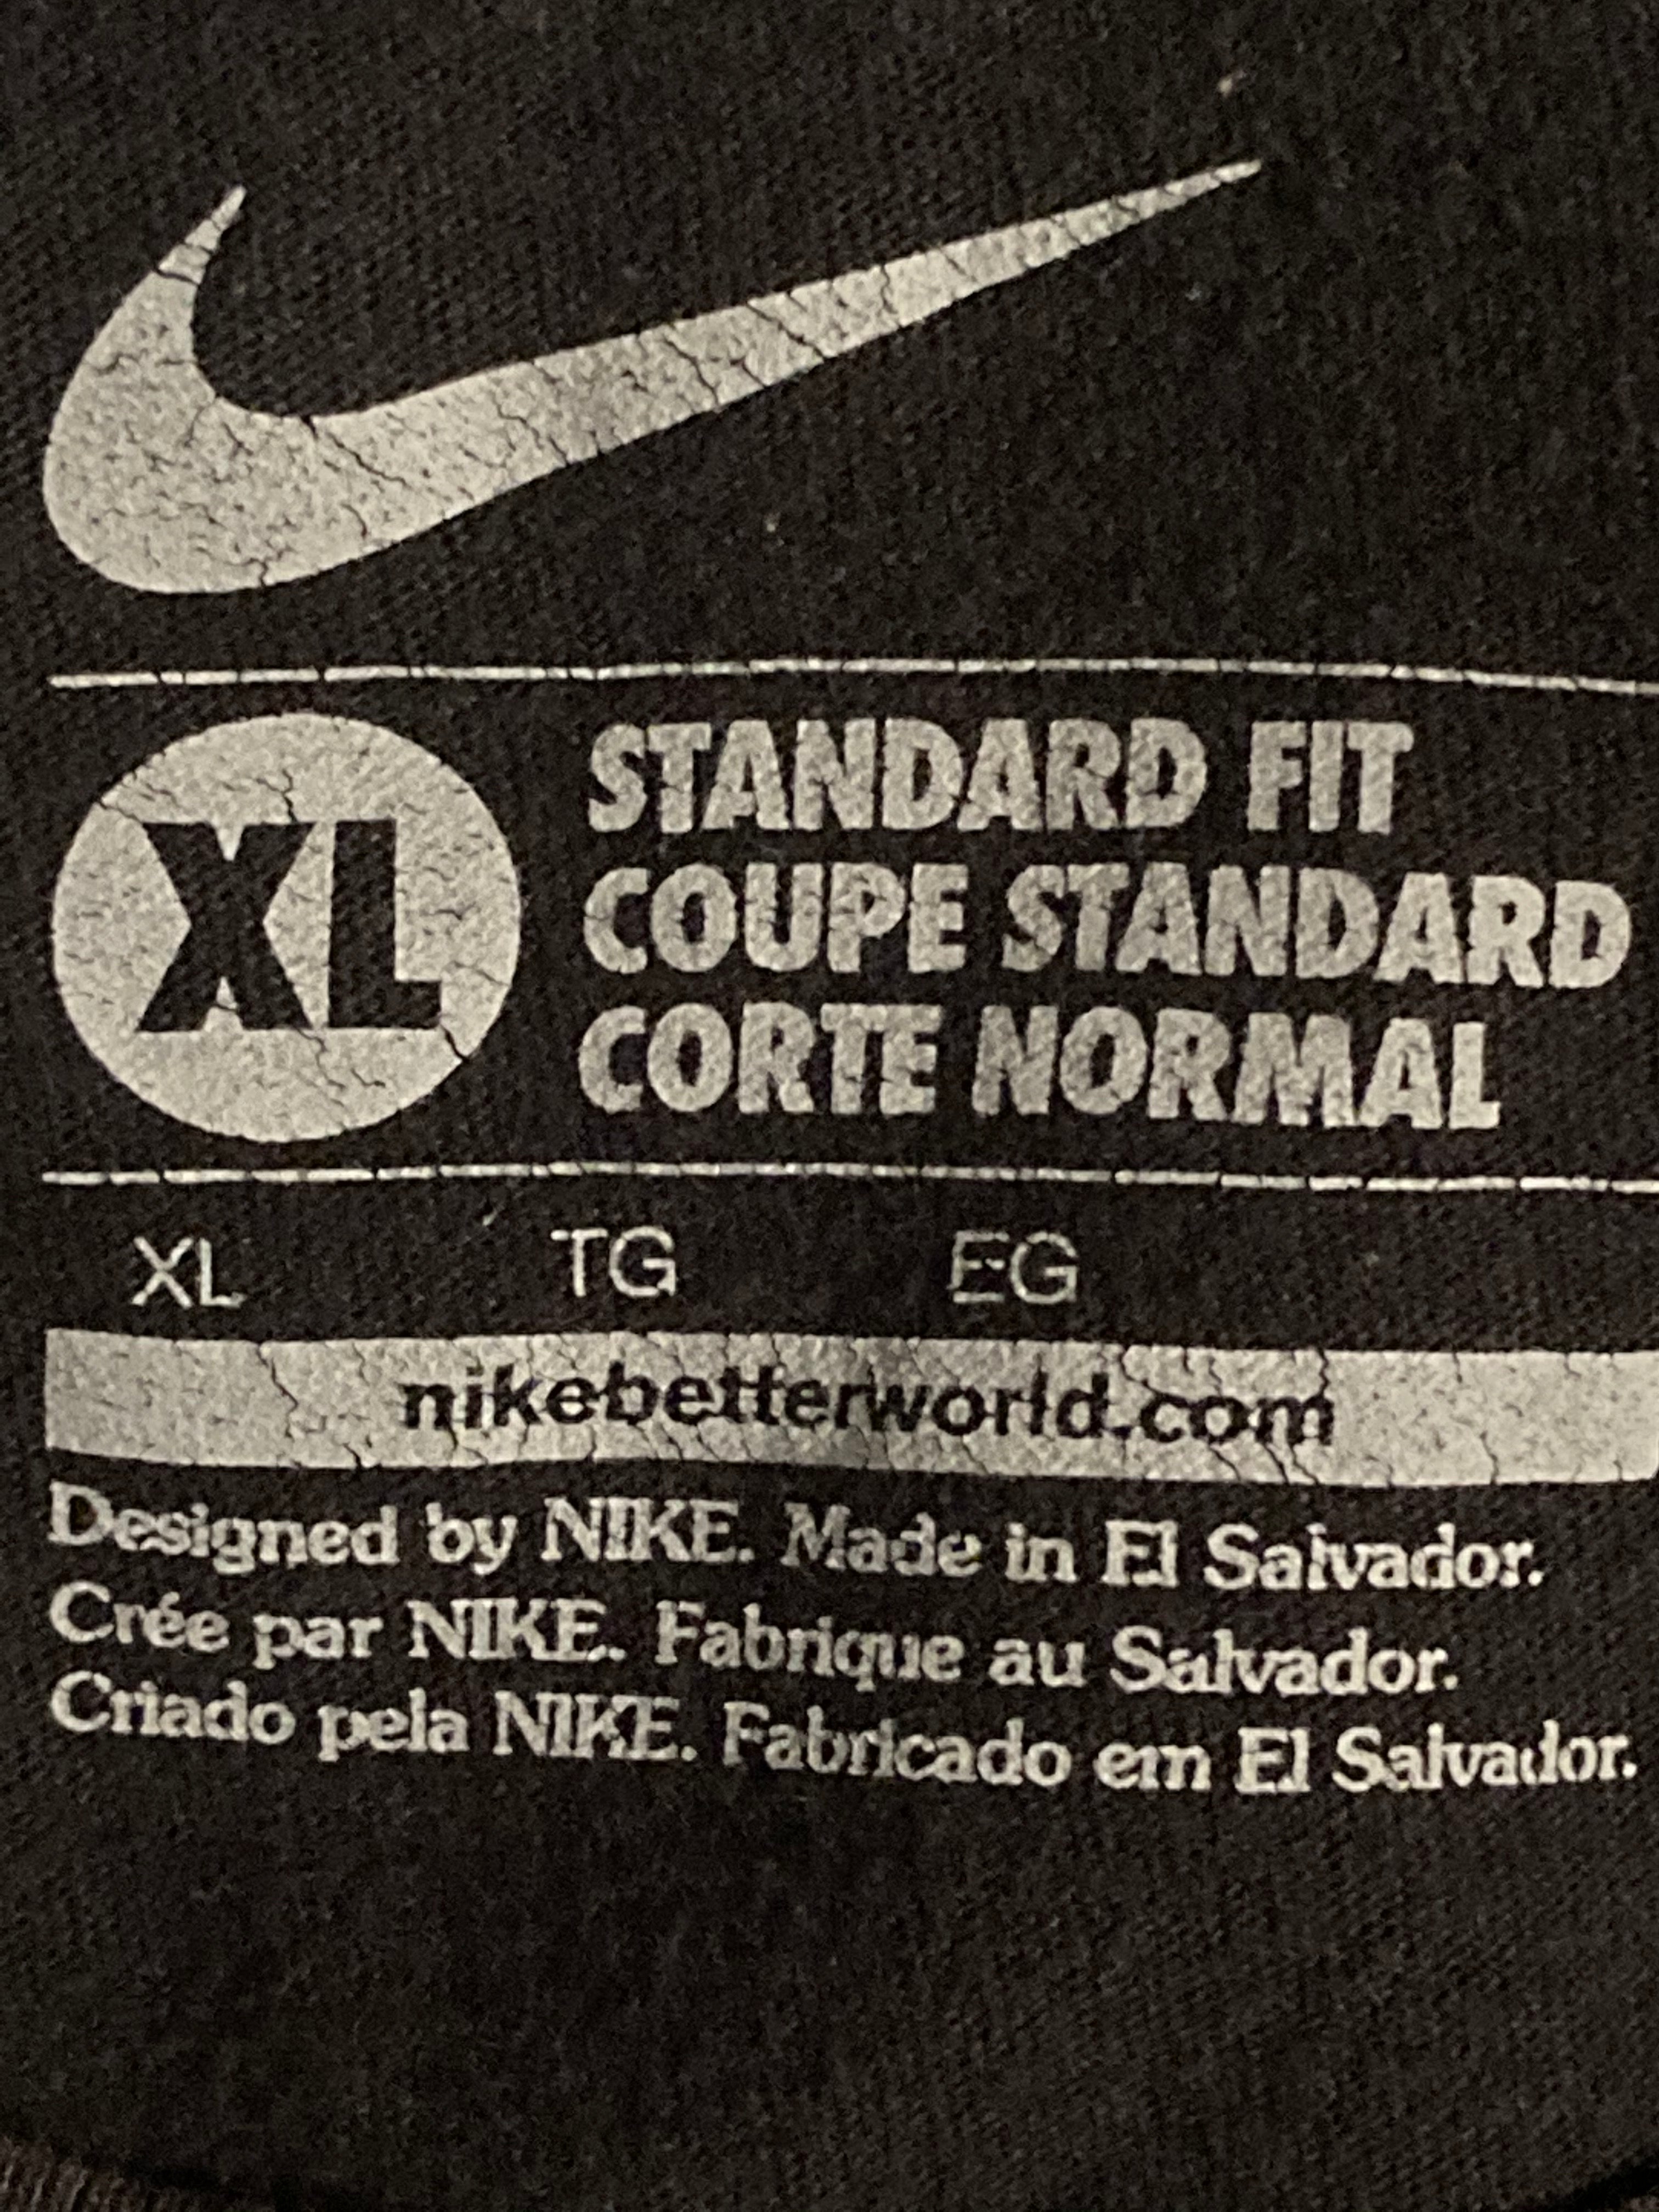 XL
STANDARD FIT
COUPE STANDARD
CORTE NORMAL
XL TG EG
nikebetterworld.com
Designed by NIKE. Made in El Salvador.
Crée par NIKE. Fabrique au Salvador.
Criado pela NIKE. Fabricado em El Salvador.